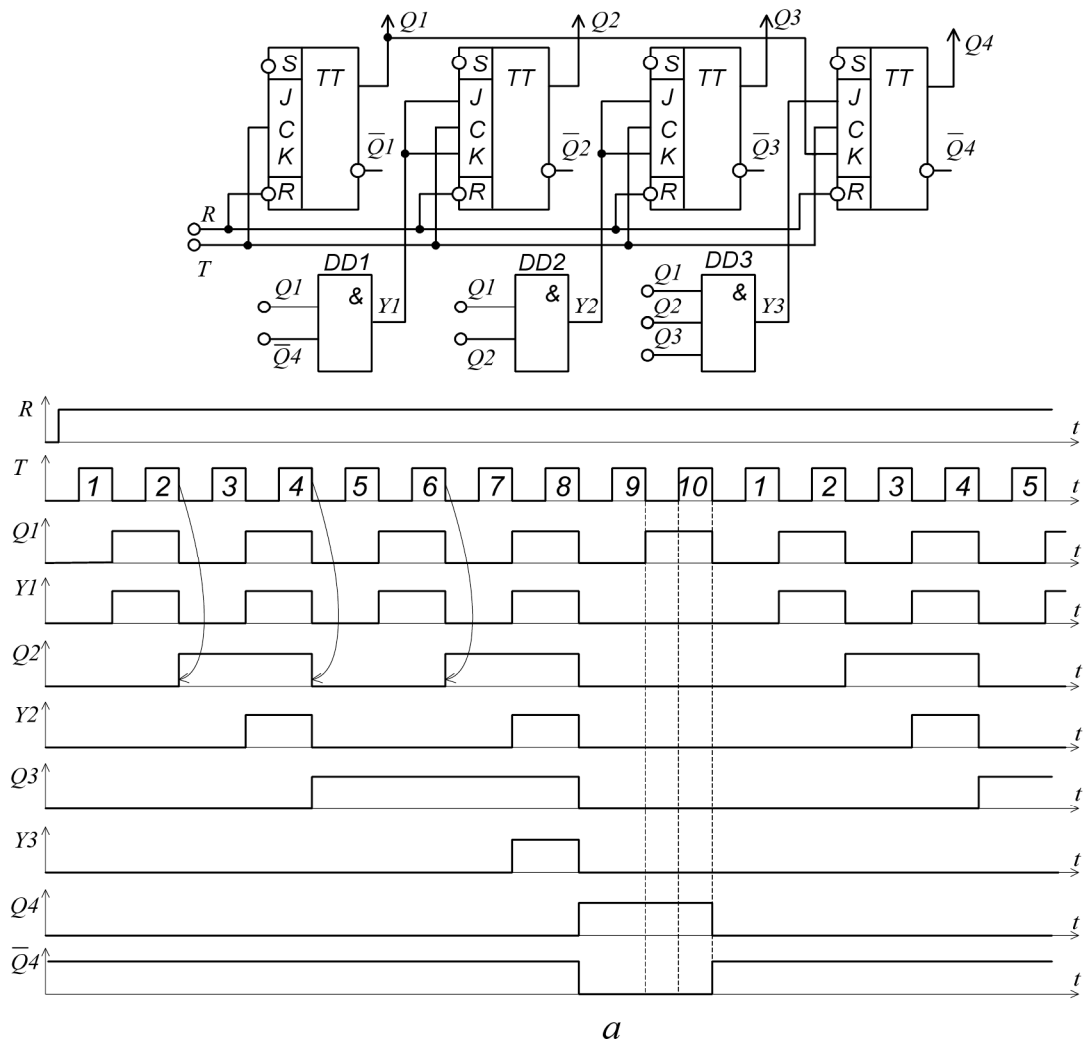 Q1 Q2 Q3 Q4
S TT S TT S TT S TT
J J J J
C C C C
K Q̅1 K Q̅2 K Q̅3 K Q̅4
R R R R
R
T
DD1 DD2 DD3
Q1 & Y1 Q1 & Y2 Q1 & Y3
Q̅4 Q2 Q2
Q3
R t
T 1 2 3 4 5 6 7 8 9 10 1 2 3 4 5 t
Q1 t
Y1 t
Q2 t
Y2 t
Q3 t
Y3 t
Q4 t
Q̅4 t
a